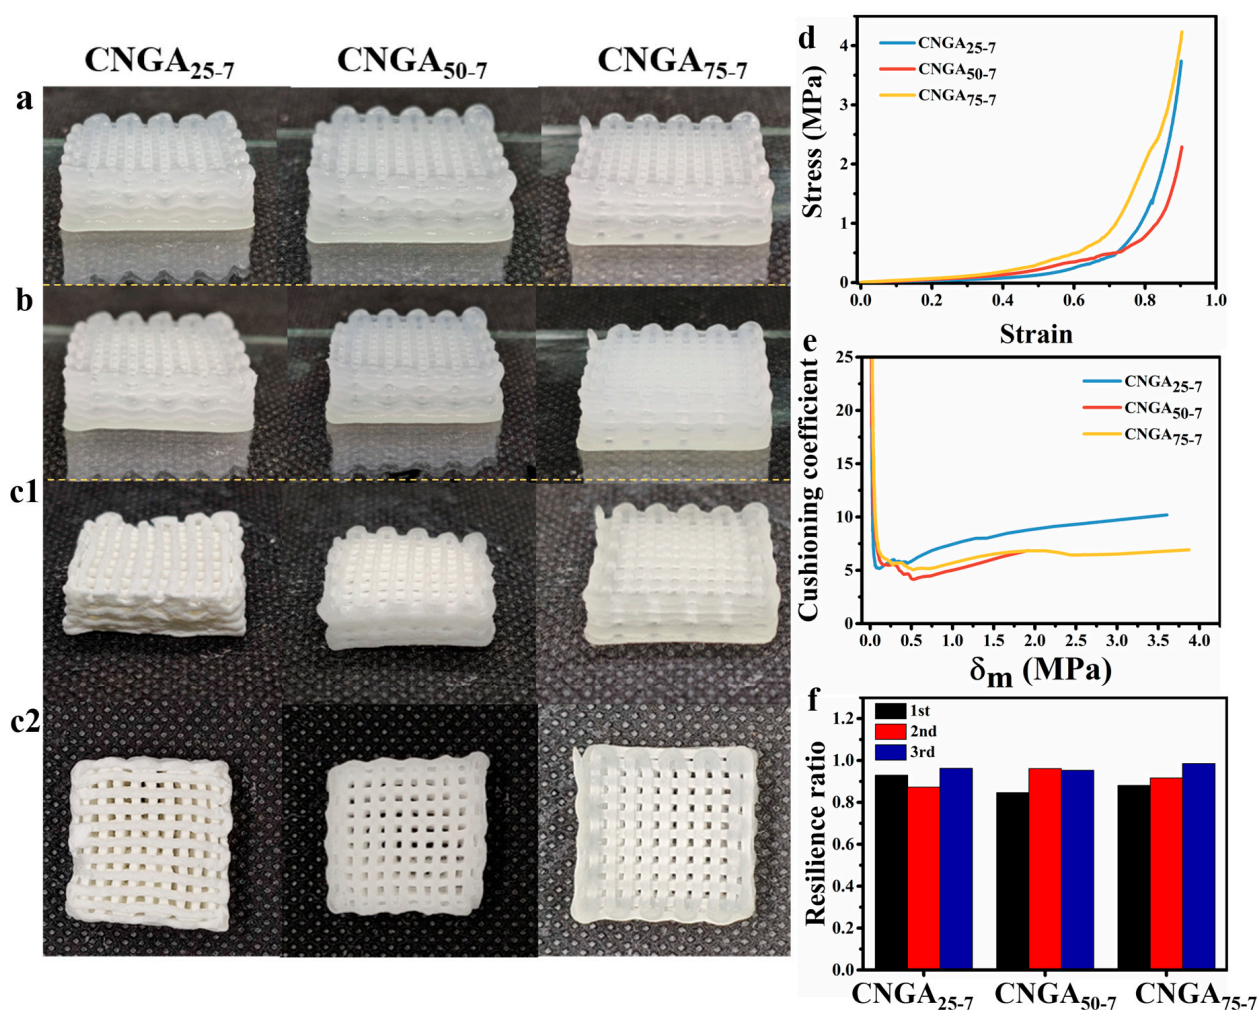 CNGA25-7 CNGA50-7 CNGA75-7
a
b
c1
c2
d
CNGA25-7
CNGA50-7
CNGA75-7
Stress (MPa)
4
3
2
1
0
0.0 0.2 0.4 0.6 0.8 1.0
Strain
e
CNGA25-7
CNGA50-7
CNGA75-7
Cushioning coefficient
25
20
15
10
5
0
0.0 0.5 1.0 1.5 2.0 2.5 3.0 3.5 4.0
δm (MPa)
f
1st
2nd
3rd
Resilience ratio
1.2
1.0
0.8
0.6
0.4
0.2
0.0
CNGA25-7 CNGA50-7 CNGA75-7